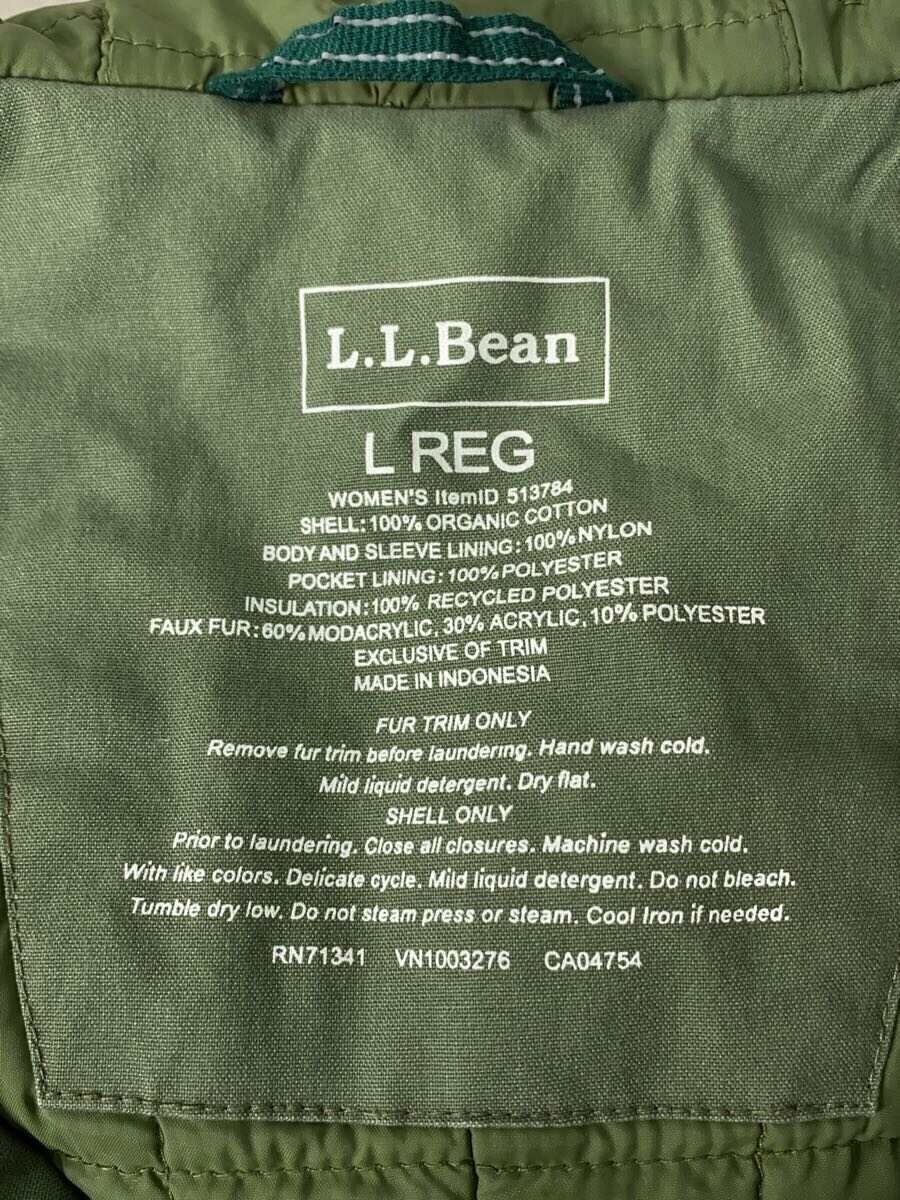 L.L.Bean
L REG
WOMEN'S ItemID 513784
SHELL: 100% ORGANIC COTTON
BODY AND SLEEVE LINING: 100% NYLON
POCKET LINING: 100% POLYESTER
INSULATION: 100% RECYCLED POLYESTER
FAUX FUR: 60% MODACRYLIC, 30% ACRYLIC, 10% POLYESTER
EXCLUSIVE OF TRIM
MADE IN INDONESIA
FUR TRIM ONLY
Remove fur trim before laundering. Hand wash cold.
Mild liquid detergent. Dry flat.
SHELL ONLY
Prior to laundering. Close all closures. Machine wash cold.
With like colors. Delicate cycle. Mild liquid detergent. Do not bleach.
Tumble dry low. Do not steam press or steam. Cool Iron if needed.
RN71341 VN1003276 CA04754